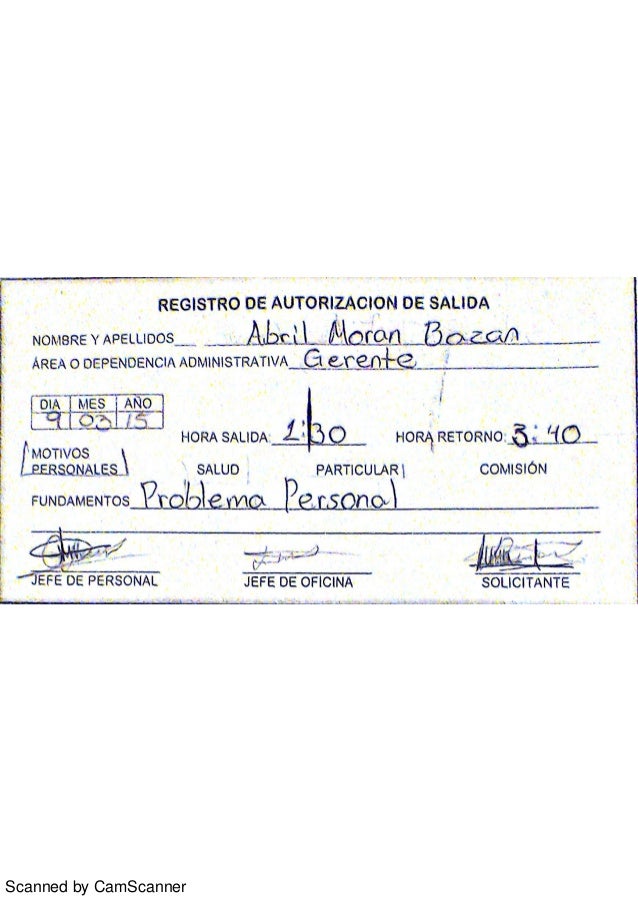 REGISTRO DE AUTORIZACION DE SALIDA
NOMBRE Y APELLIDOS Abril Moran Bazan
ÁREA O DEPENDENCIA ADMINISTRATIVA Gerente
DIA MES AÑO
9 03 15
HORA SALIDA: 1:30 HORA RETORNO: 3:40
MOTIVOS
PERSONALES SALUD PARTICULAR COMISIÓN
FUNDAMENTOS Problema Personal
JEFE DE PERSONAL JEFE DE OFICINA SOLICITANTE
Scanned by CamScanner